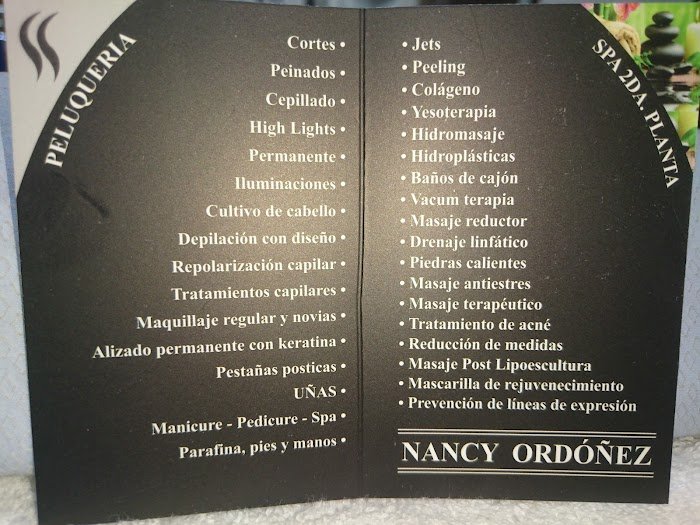 PELUQUERIA
Cortes •
Peinados •
Cepillado •
High Lights •
Permanente •
Iluminaciones •
Cultivo de cabello •
Depilación con diseño •
Repolarización capilar •
Tratamientos capilares •
Maquillaje regular y novias •
Alizado permanente con keratina •
Pestañas posticas •
UÑAS •
Manicure - Pedicure - Spa •
Parafina, pies y manos •
SPA 2DA. PLANTA
• Jets
• Peeling
• Colágeno
• Yesoterapia
• Hidromasaje
• Hidroplásticas
• Baños de cajón
• Vacum terapia
• Masaje reductor
• Drenaje linfático
• Piedras calientes
• Masaje antiestres
• Masaje terapéutico
• Tratamiento de acné
• Reducción de medidas
• Masaje Post Lipoescultura
• Mascarilla de rejuvenecimiento
• Prevención de líneas de expresión
NANCY ORDÓÑEZ